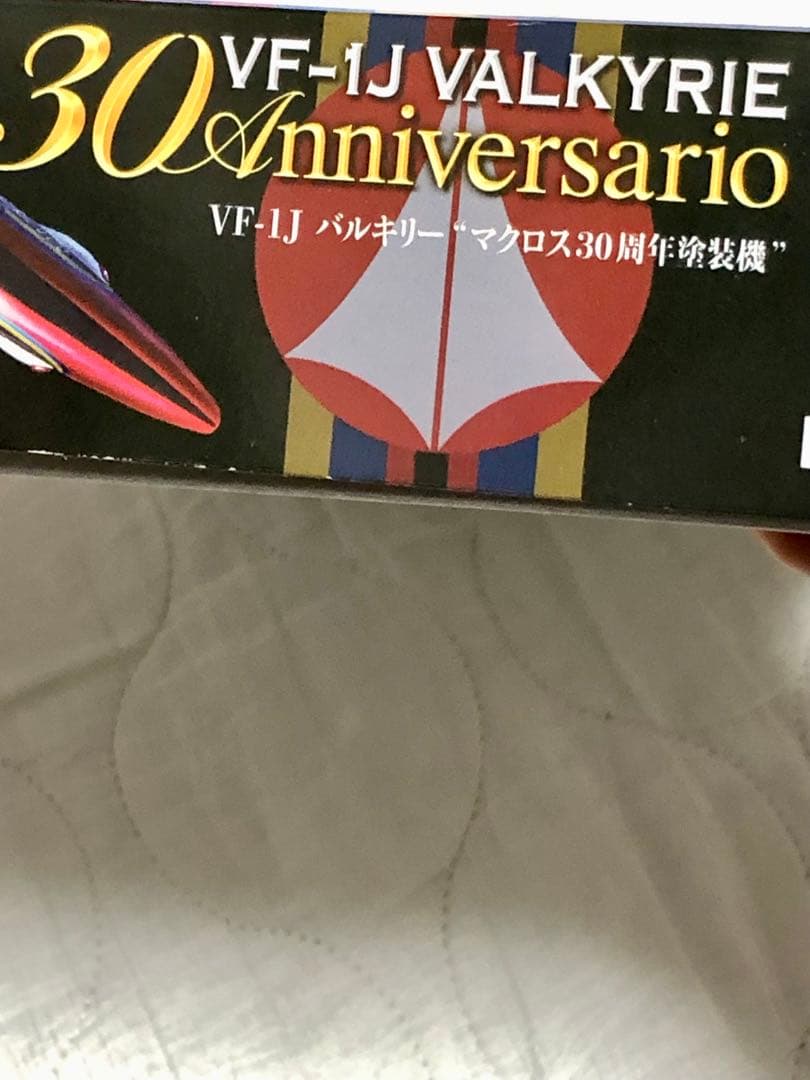 VF-1J VALKYRIE
30 Anniversario
VF-1J バルキリー “マクロス30周年塗装機”